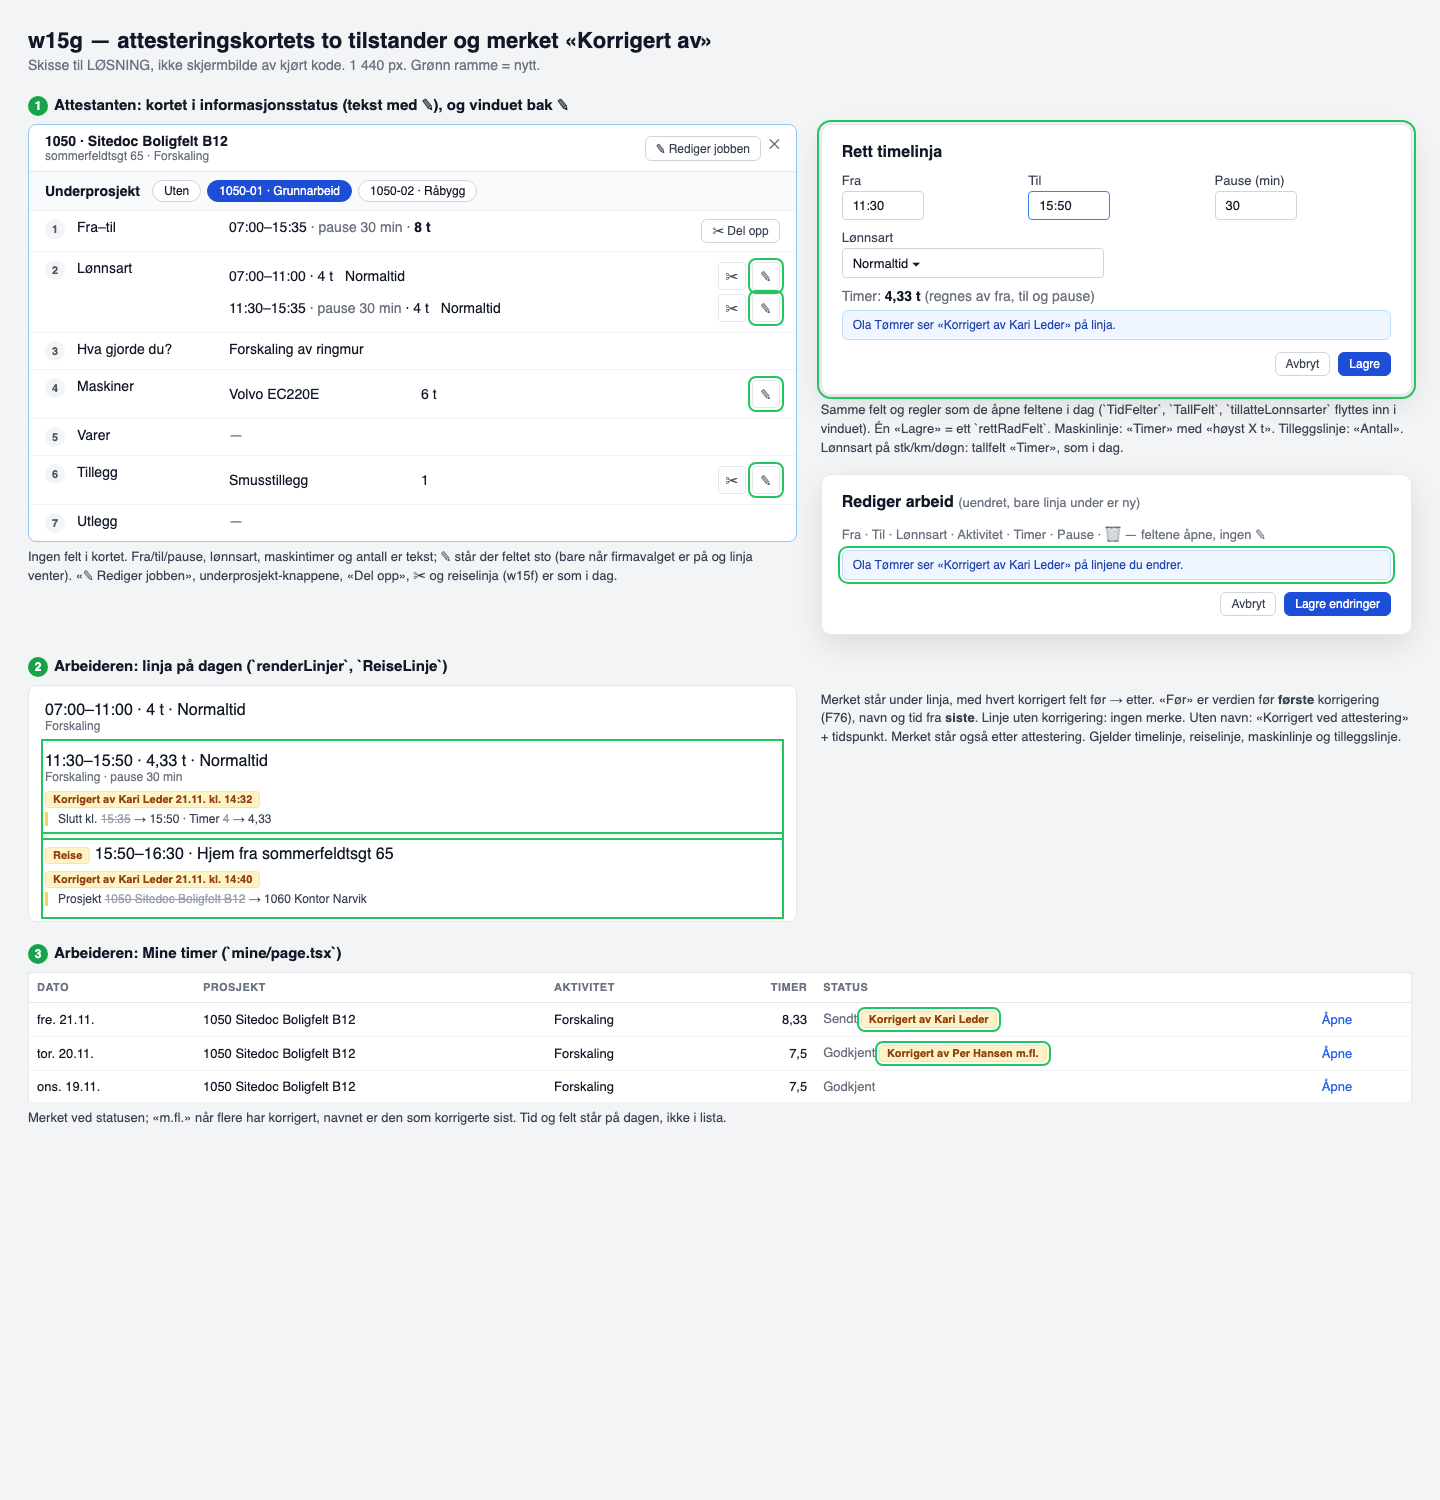 w15g — attesteringskortets to tilstander og merket «Korrigert av»
Skisse til LØSNING, ikke skjermbilde av kjørt kode. 1 440 px. Grønn ramme = nytt.
1 Attestanten: kortet i informasjonsstatus (tekst med ✎), og vinduet bak ✎
1050 · Sitedoc Boligfelt B12
sommerfeldtsgt 65 · Forskaling
✎ Rediger jobben ×
Underprosjekt Uten 1050-01 · Grunnarbeid 1050-02 · Råbygg
1 Fra–til 07:00–15:35 · pause 30 min · 8 t ✂ Del opp
2 Lønnsart 07:00–11:00 · 4 t Normaltid ✂ ✎
11:30–15:35 · pause 30 min · 4 t Normaltid ✂ ✎
3 Hva gjorde du? Forskaling av ringmur
4 Maskiner Volvo EC220E 6 t ✎
5 Varer —
6 Tillegg Smusstillegg 1 ✂ ✎
7 Utlegg —
Ingen felt i kortet. Fra/til/pause, lønnsart, maskintimer og antall er tekst; ✎ står der feltet sto (bare når firmavalget er på og linja
venter). «✎ Rediger jobben», underprosjekt-knappene, «Del opp», ✂ og reiselinja (w15f) er som i dag.
Rett timelinja
Fra Til Pause (min)
11:30 15:50 30
Lønnsart
Normaltid
Timer: 4,33 t (regnes av fra, til og pause)
Ola Tømrer ser «Korrigert av Kari Leder» på linja.
Avbryt Lagre
Samme felt og regler som de åpne feltene i dag (`TidFelter`, `TallFelt`, `tillatteLonnsarter` flyttes inn i
vinduet). Én «Lagre» = ett `rettRadFelt`. Maskinlinje: «Timer» med «høyst X t». Tilleggslinje: «Antall».
Lønnsart på stk/km/døgn: tallfelt «Timer», som i dag.
Rediger arbeid (uendret, bare linja under er ny)
Fra · Til · Lønnsart · Aktivitet · Timer · Pause · 🗑 — feltene åpne, ingen ✎
Ola Tømrer ser «Korrigert av Kari Leder» på linjene du endrer.
Avbryt Lagre endringer
2 Arbeideren: linja på dagen (`renderLinjer`, `ReiseLinje`)
07:00–11:00 · 4 t · Normaltid
Forskaling
11:30–15:50 · 4,33 t · Normaltid
Forskaling · pause 30 min
Korrigert av Kari Leder 21.11. kl. 14:32
Slutt kl. 15:35 → 15:50 · Timer 4 → 4,33
Reise 15:50–16:30 · Hjem fra sommerfeldtsgt 65
Korrigert av Kari Leder 21.11. kl. 14:40
Prosjekt 1050 Sitedoc Boligfelt B12 → 1060 Kontor Narvik
Merket står under linja, med hvert korrigert felt før → etter. «Før» er verdien før første korrigering
(F76), navn og tid fra siste. Linje uten korrigering: ingen merke. Uten navn: «Korrigert ved attestering»
+ tidspunkt. Merket står også etter attestering. Gjelder timelinje, reiselinje, maskinlinje og tilleggslinje.
3 Arbeideren: Mine timer (`mine/page.tsx`)
DATO PROSJEKT AKTIVITET TIMER STATUS
fre. 21.11. 1050 Sitedoc Boligfelt B12 Forskaling 8,33 Sendt Korrigert av Kari Leder Åpne
tor. 20.11. 1050 Sitedoc Boligfelt B12 Forskaling 7,5 Godkjent Korrigert av Per Hansen m.fl. Åpne
ons. 19.11. 1050 Sitedoc Boligfelt B12 Forskaling 7,5 Godkjent Åpne
Merket ved statusen; «m.fl.» når flere har korrigert, navnet er den som korrigerte sist. Tid og felt står på dagen, ikke i lista.